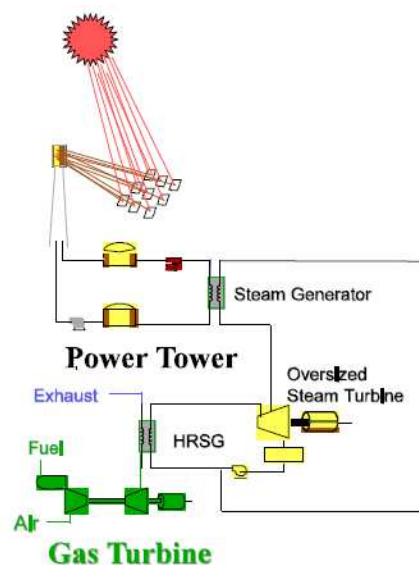 Steam Generator
Power Tower
Oversized
Steam Turbine
Exhaust
HRSG
Fuel
Air
Gas Turbine